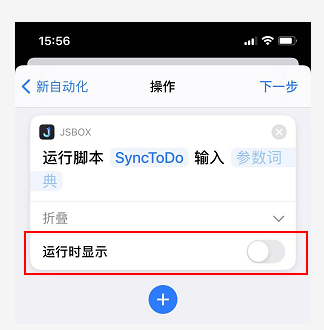 15:56
新自动化 操作 下一步
JSBOX
运行脚本 SyncToDo 输入 参数词
典
折叠
运行时显示